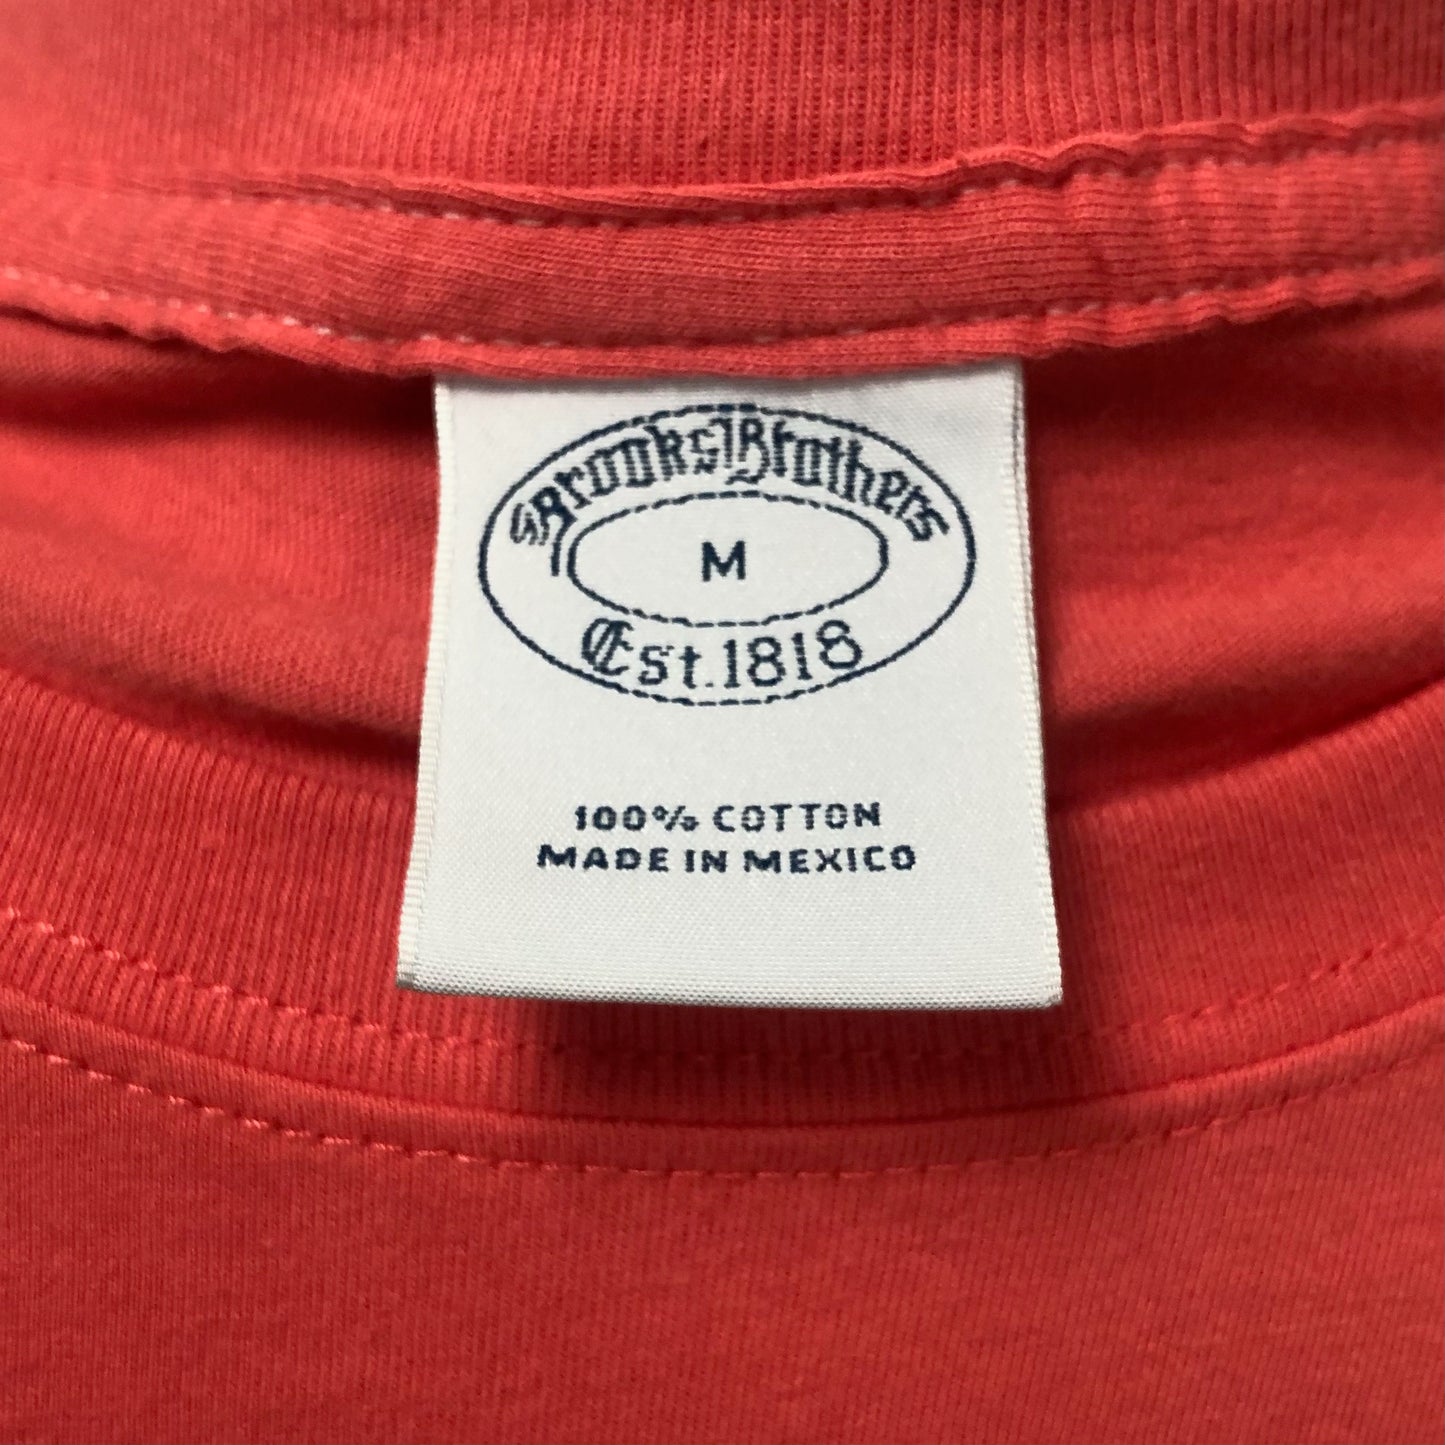 Brooks Brothers
M
Est. 1818
100% COTTON
MADE IN MEXICO